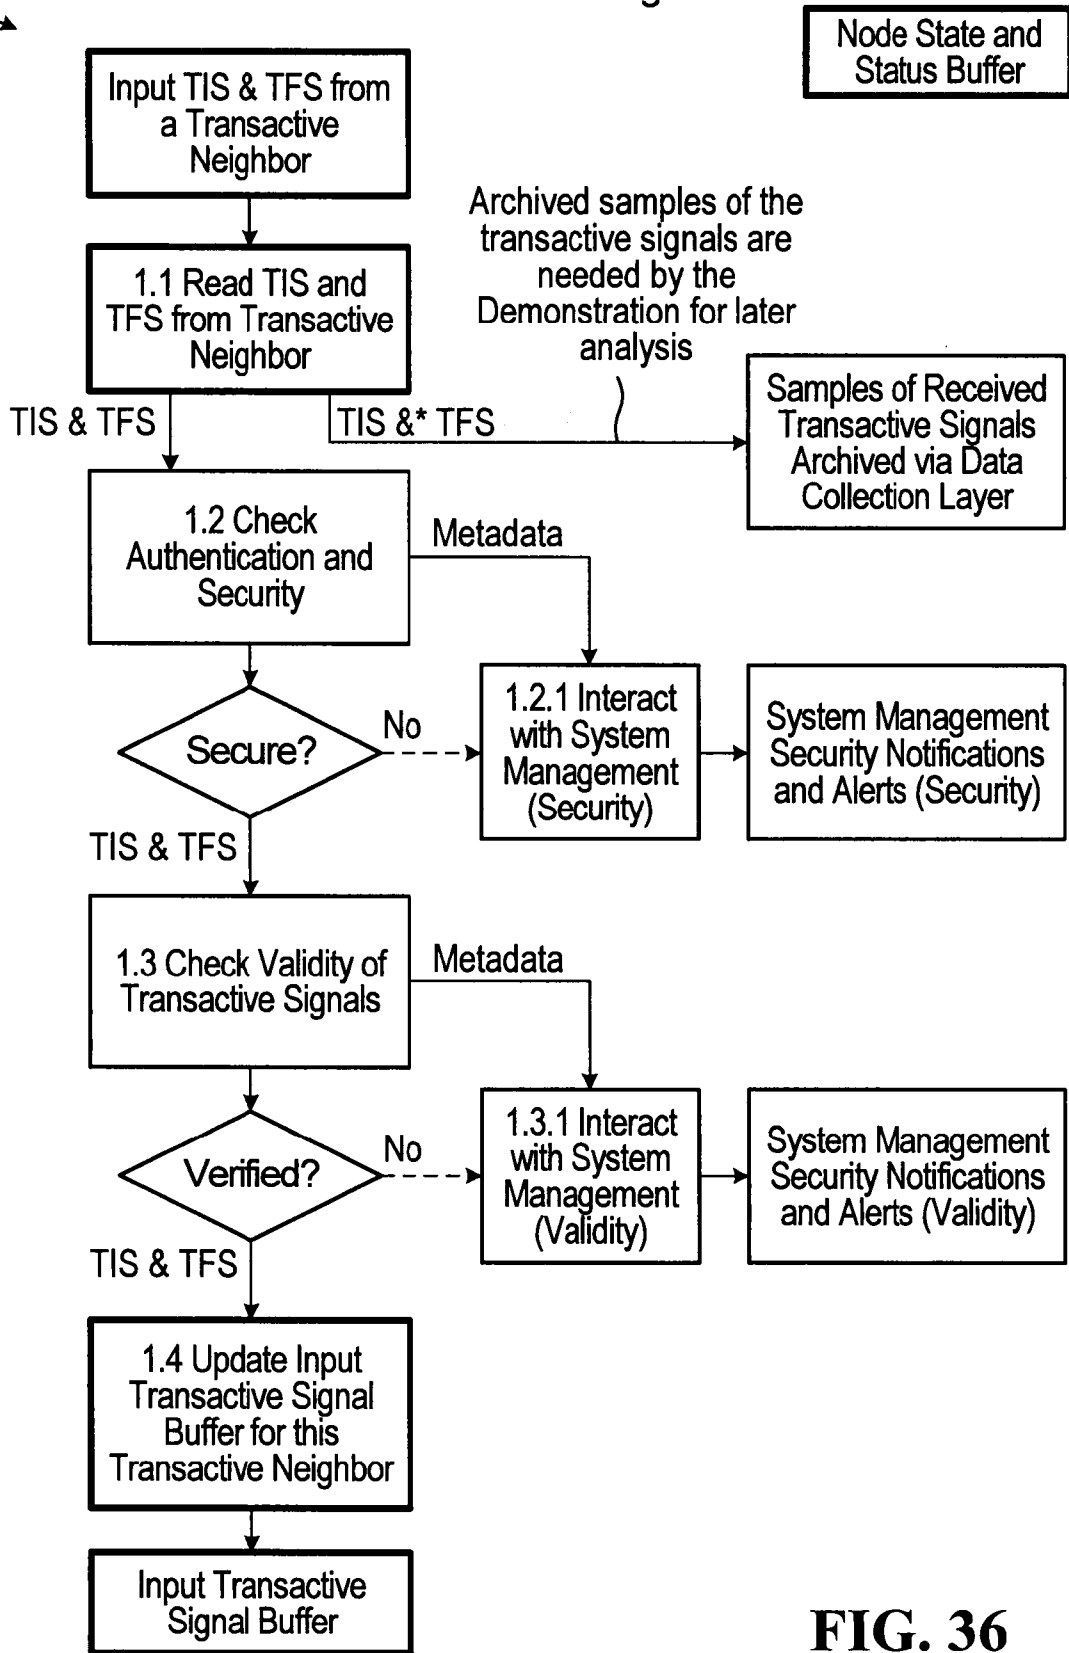 Node State and
Status Buffer
Input TIS & TFS from
a Transactive
Neighbor
Archived samples of the
transactive signals are
needed by the
Demonstration for later
analysis
1.1 Read TIS and
TFS from Transactive
Neighbor
TIS & TFS
TIS &* TFS
Samples of Received
Transactive Signals
Archived via Data
Collection Layer
1.2 Check
Authentication and
Security
Metadata
Secure?
No
1.2.1 Interact
with System
Management
(Security)
System Management
Security Notifications
and Alerts (Security)
TIS & TFS
1.3 Check Validity of
Transactive Signals
Metadata
Verified?
No
1.3.1 Interact
with System
Management
(Validity)
System Management
Security Notifications
and Alerts (Validity)
TIS & TFS
1.4 Update Input
Transactive Signal
Buffer for this
Transactive Neighbor
Input Transactive
Signal Buffer
FIG. 36